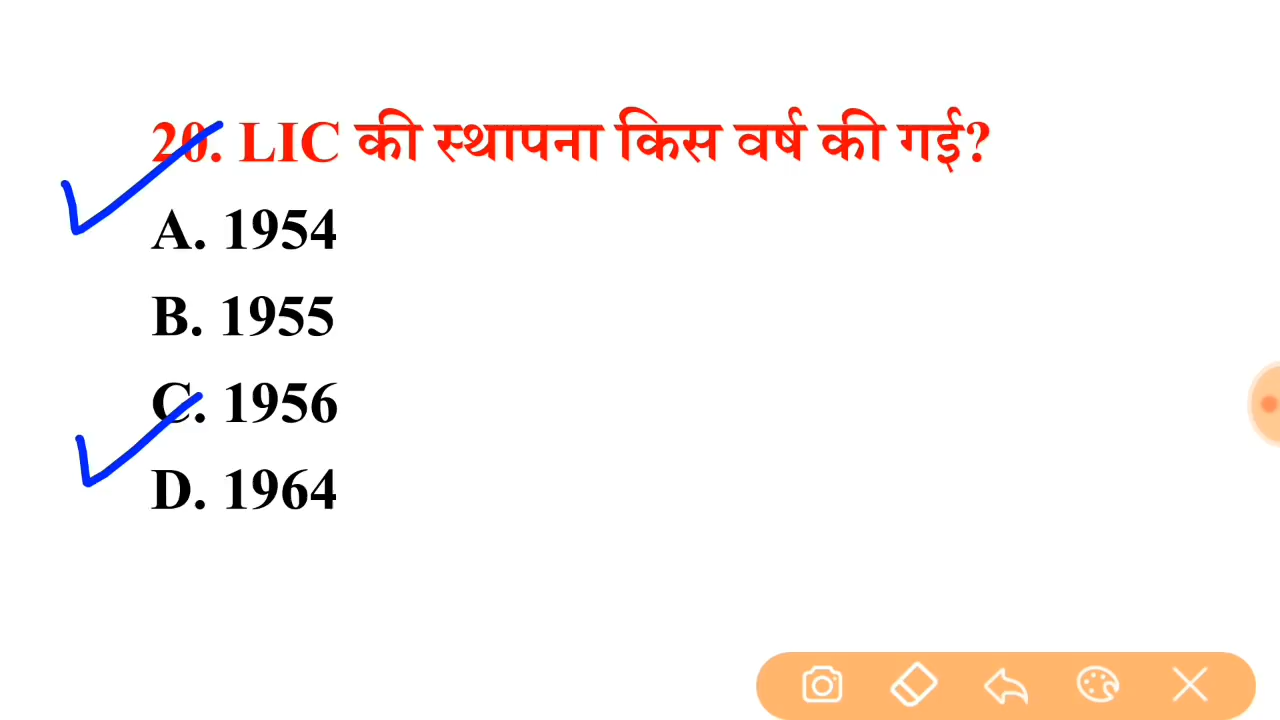 20. LIC की स्थापना किस वर्ष की गई?
A. 1954
B. 1955
C. 1956
D. 1964